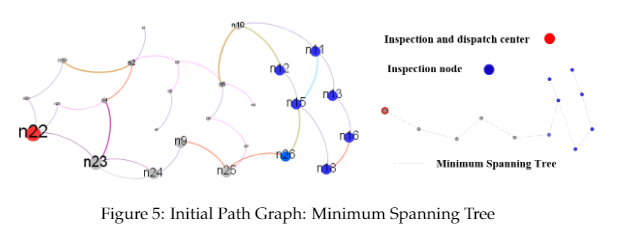 n10
n11
n2
n12
n13
n15
n22
n16
n9
n26
n23
n18
n24
n25
Inspection and dispatch center
Inspection node
Minimum Spanning Tree
Figure 5: Initial Path Graph: Minimum Spanning Tree